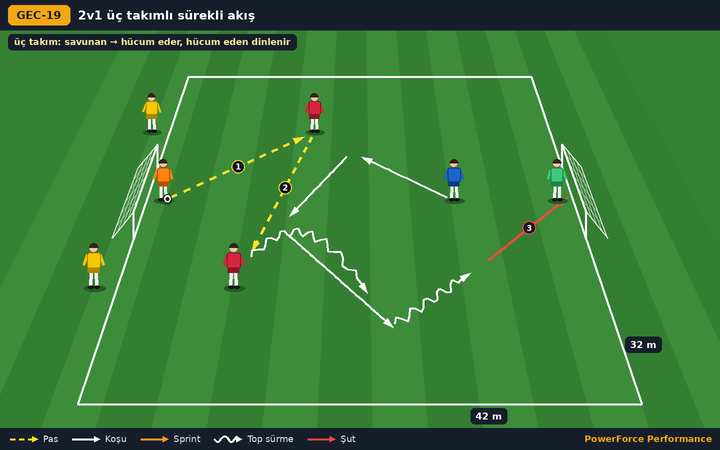 GEC-19 2v1 üç takımlı sürekli akış
üç takım: savunan → hücum eder, hücum eden dinlenir
1
2
3
32 m
42 m
Pas Koşu Sprint Top sürme Şut PowerForce Performance